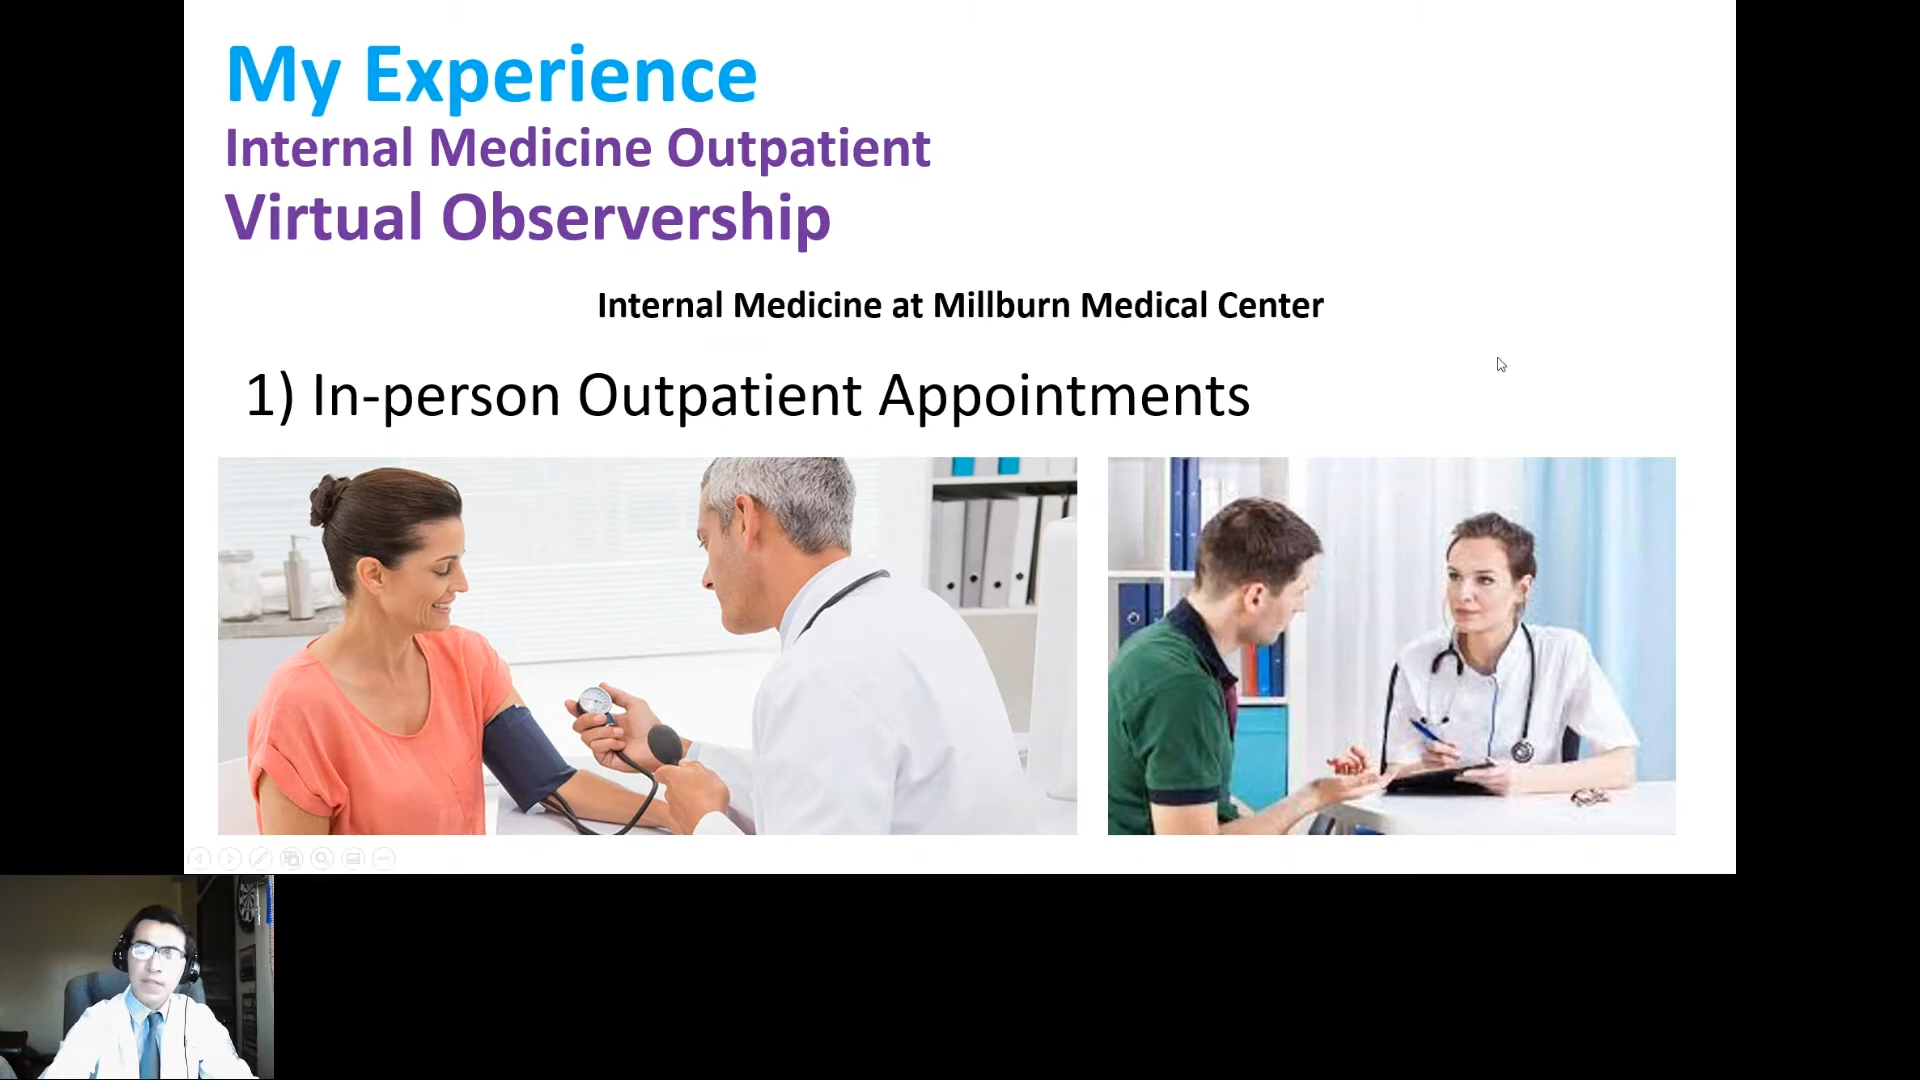 My Experience
Internal Medicine Outpatient
Virtual Observership
Internal Medicine at Millburn Medical Center
1) In-person Outpatient Appointments